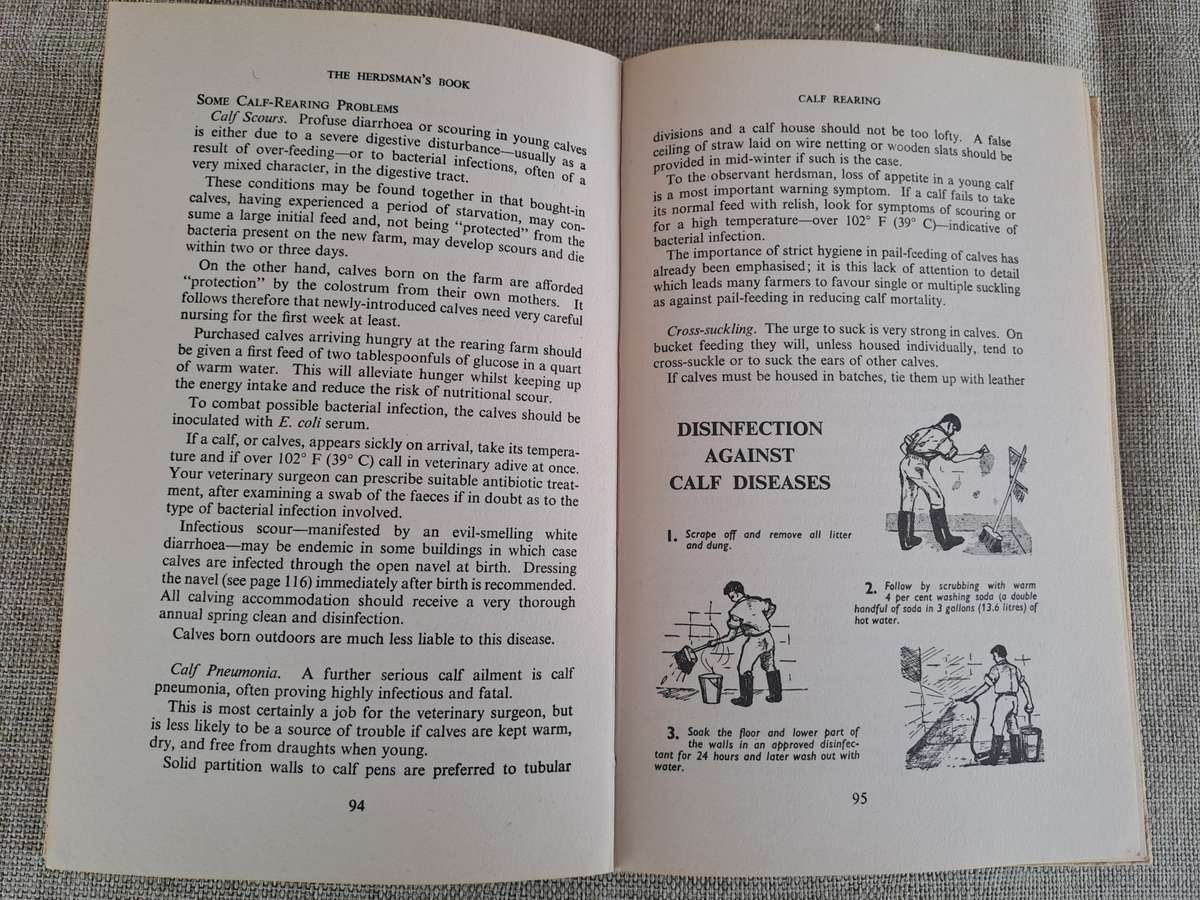 THE HERDSMAN'S BOOK
SOME CALF-REARING PROBLEMS
Calf Scours. Profuse diarrhoea or scouring in young calves
is either due to a severe digestive disturbance—usually as a
result of over-feeding—or to bacterial infections, often of a
very mixed character, in the digestive tract.
These conditions may be found together in that bought-in
calves, having experienced a period of starvation, may con-
sume a large initial feed and, not being "protected" from the
bacteria present on the new farm, may develop scours and die
within two or three days.
On the other hand, calves born on the farm are afforded
"protection" by the colostrum from their own mothers. It
follows therefore that newly-introduced calves need very careful
nursing for the first week at least.
Purchased calves arriving hungry at the rearing farm should
be given a first feed of two tablespoonfuls of glucose in a quart
of warm water. This will alleviate hunger whilst keeping up
the energy intake and reduce the risk of nutritional scour.
To combat possible bacterial infection, the calves should be
inoculated with E. coli serum.
If a calf, or calves, appears sickly on arrival, take its tempera-
ture and if over 102° F (39° C) call in veterinary adive at once.
Your veterinary surgeon can prescribe suitable antibiotic treat-
ment, after examining a swab of the faeces if in doubt as to the
type of bacterial infection involved.
Infectious scour—manifested by an evil-smelling white
diarrhoea—may be endemic in some buildings in which case
calves are infected through the open navel at birth. Dressing
the navel (see page 116) immediately after birth is recommended.
All calving accommodation should receive a very thorough
annual spring clean and disinfection.
Calves born outdoors are much less liable to this disease.
Calf Pneumonia. A further serious calf ailment is calf
pneumonia, often proving highly infectious and fatal.
This is most certainly a job for the veterinary surgeon, but
is less likely to be a source of trouble if calves are kept warm,
dry, and free from draughts when young.
Solid partition walls to calf pens are preferred to tubular
94
CALF REARING
divisions and a calf house should not be too lofty. A false
ceiling of straw laid on wire netting or wooden slats should be
provided in mid-winter if such is the case.
To the observant herdsman, loss of appetite in a young calf
is a most important warning symptom. If a calf fails to take
its normal feed with relish, look for symptoms of scouring or
for a high temperature—over 102° F (39° C)—indicative of
bacterial infection.
The importance of strict hygiene in pail-feeding of calves has
already been emphasised; it is this lack of attention to detail
which leads many farmers to favour single or multiple suckling
as against pail-feeding in reducing calf mortality.
Cross-suckling. The urge to suck is very strong in calves. On
bucket feeding they will, unless housed individually, tend to
cross-suckle or to suck the ears of other calves.
If calves must be housed in batches, tie them up with leather
DISINFECTION
AGAINST
CALF DISEASES
1. Scrape off and remove all litter
and dung.
2. Follow by scrubbing with warm
4 per cent washing soda (a double
handful of soda in 3 gallons (13.6 litres) of
hot water.
3. Soak the floor and lower part of
the walls in an approved disinfec-
tant for 24 hours and later wash out with
water.
95